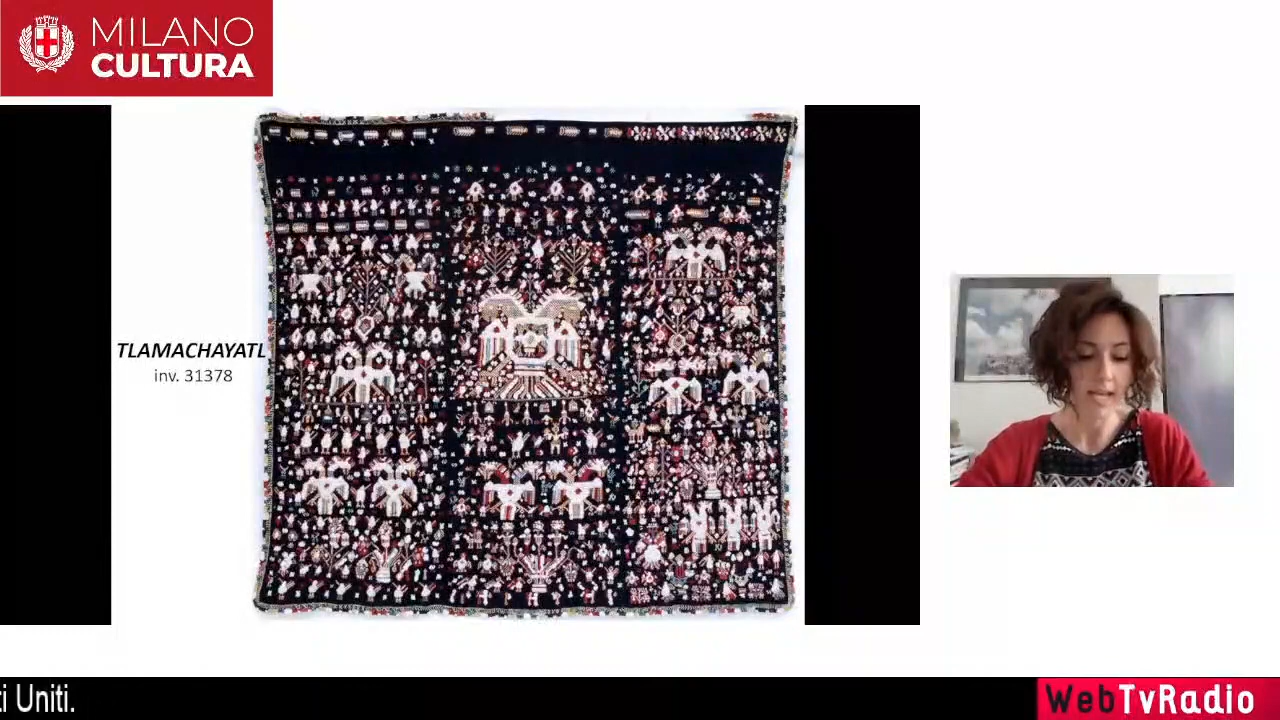 MILANO
CULTURA
TLAMACHAYATL
inv. 31378
i Uniti.
WebTvRadio